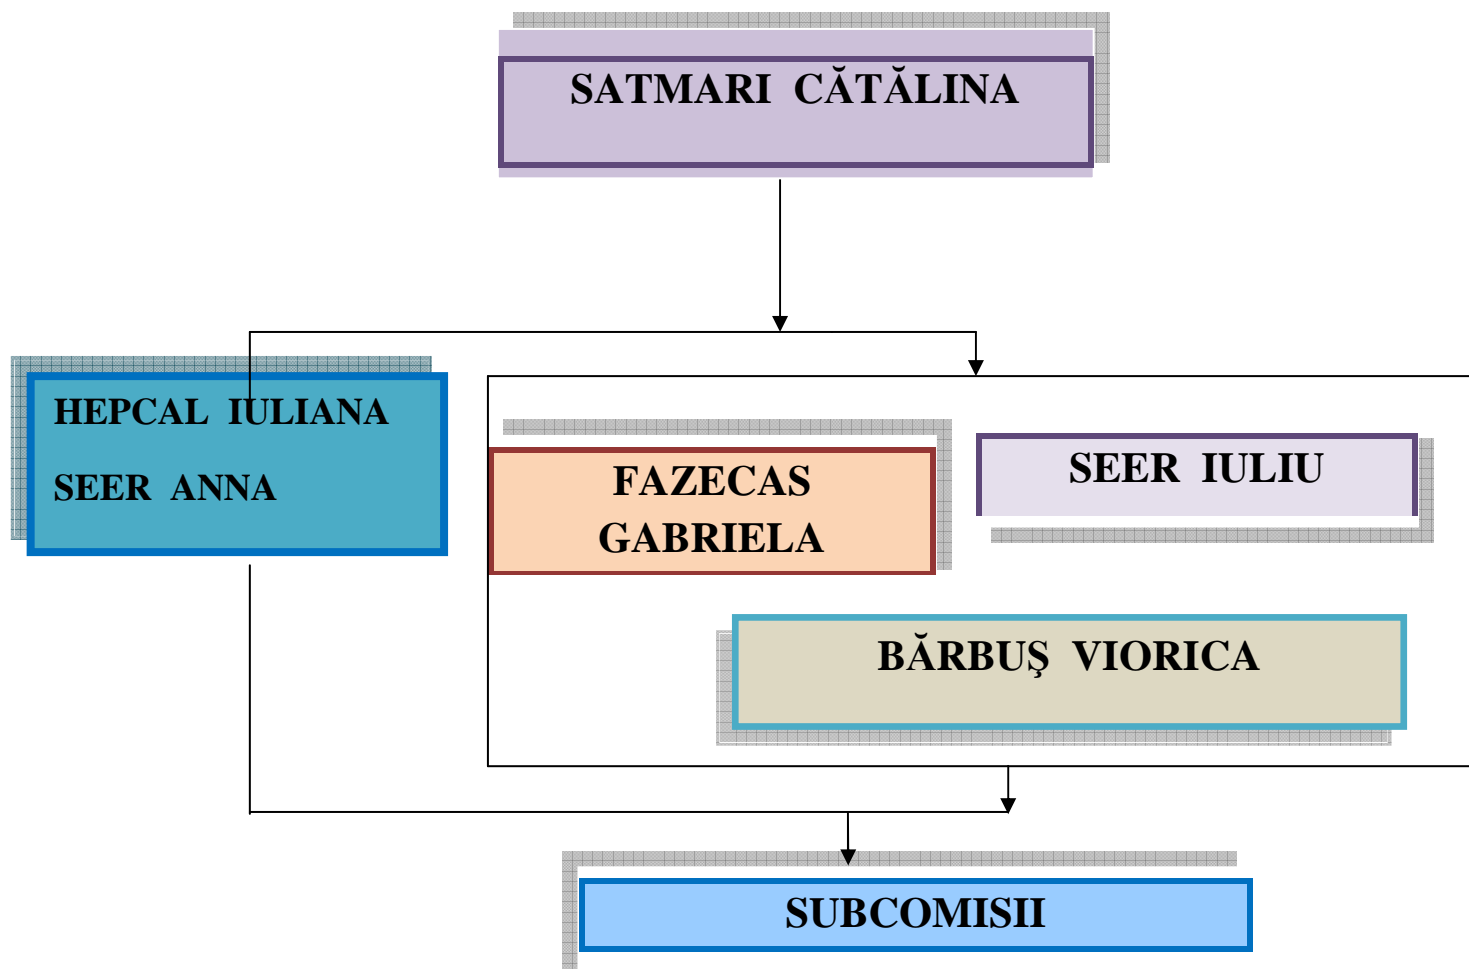 SATMARI CĂTĂLINA
HEPCAL IULIANA
SEER ANNA
FAZECAS
GABRIELA
SEER IULIU
BĂRBUŞ VIORICA
SUBCOMISII